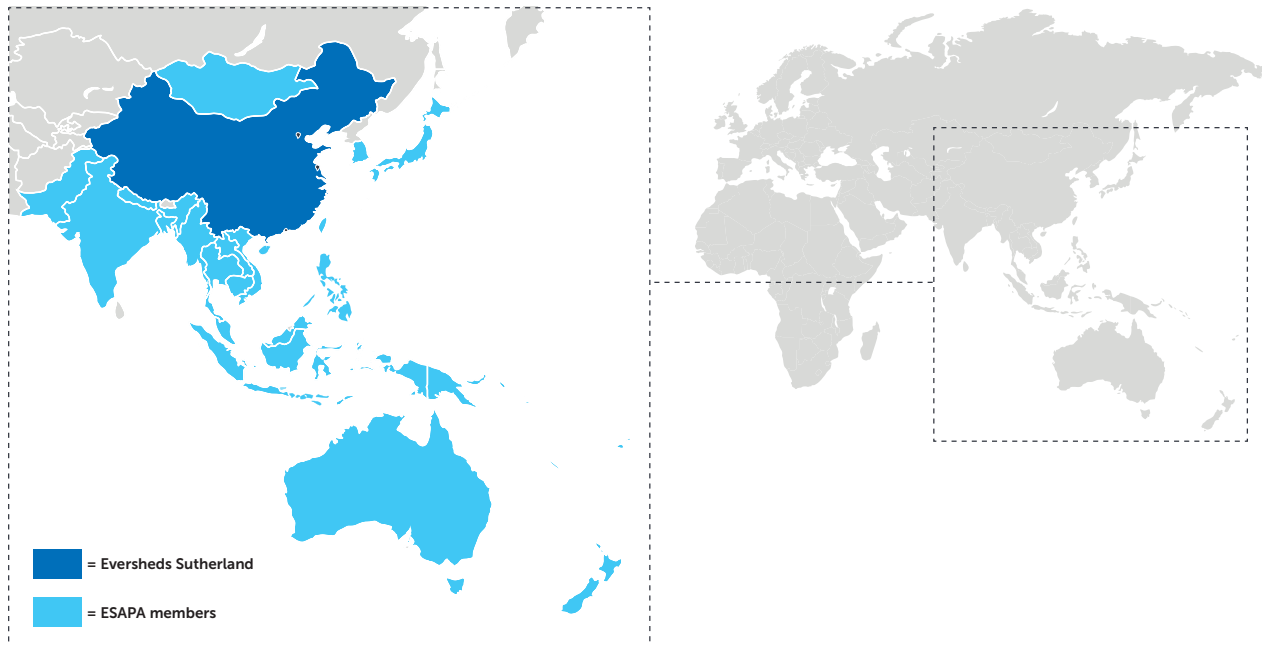 = Eversheds Sutherland
= ESAPA members